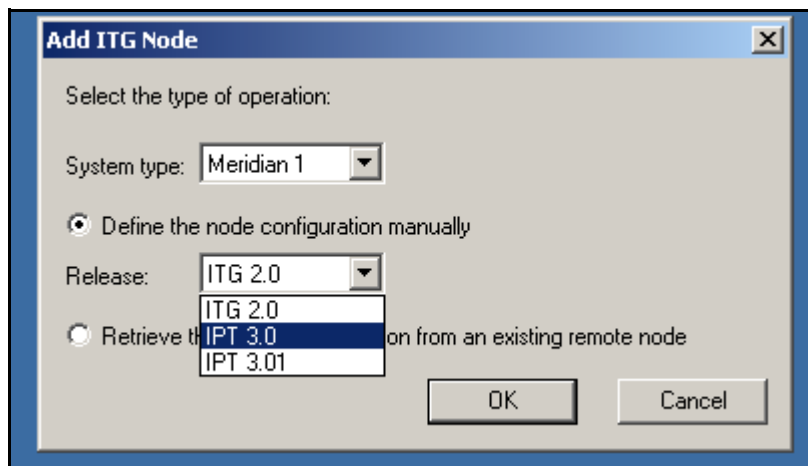 Add ITG Node
Select the type of operation:
System type: Meridian 1
Define the node configuration manually
Release: ITG 2.0
ITG 2.0
IPT 3.0
IPT 3.01
Retrieve on from an existing remote node
OK Cancel